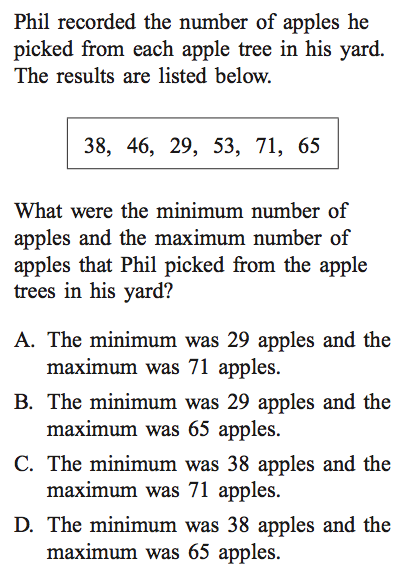 Phil recorded the number of apples he
picked from each apple tree in his yard.
The results are listed below.
38, 46, 29, 53, 71, 65
What were the minimum number of
apples and the maximum number of
apples that Phil picked from the apple
trees in his yard?
A. The minimum was 29 apples and the
maximum was 71 apples.
B. The minimum was 29 apples and the
maximum was 65 apples.
C. The minimum was 38 apples and the
maximum was 71 apples.
D. The minimum was 38 apples and the
maximum was 65 apples.